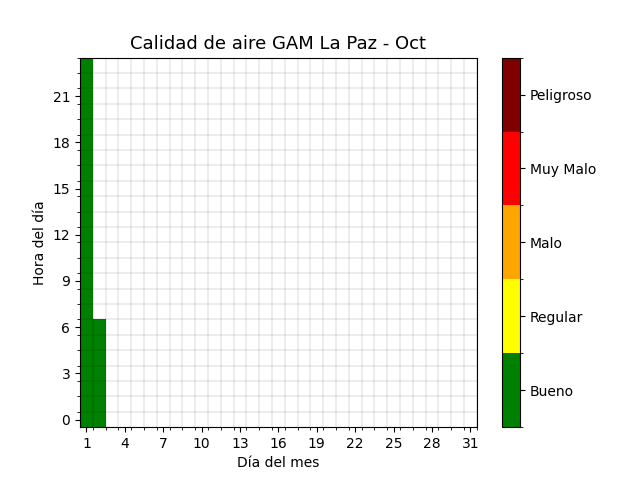 Calidad de aire GAM La Paz - Oct
Hora del día
21
18
15
12
9
6
3
0
1 4 7 10 13 16 19 22 25 28 31
Día del mes
Peligroso
Muy Malo
Malo
Regular
Bueno